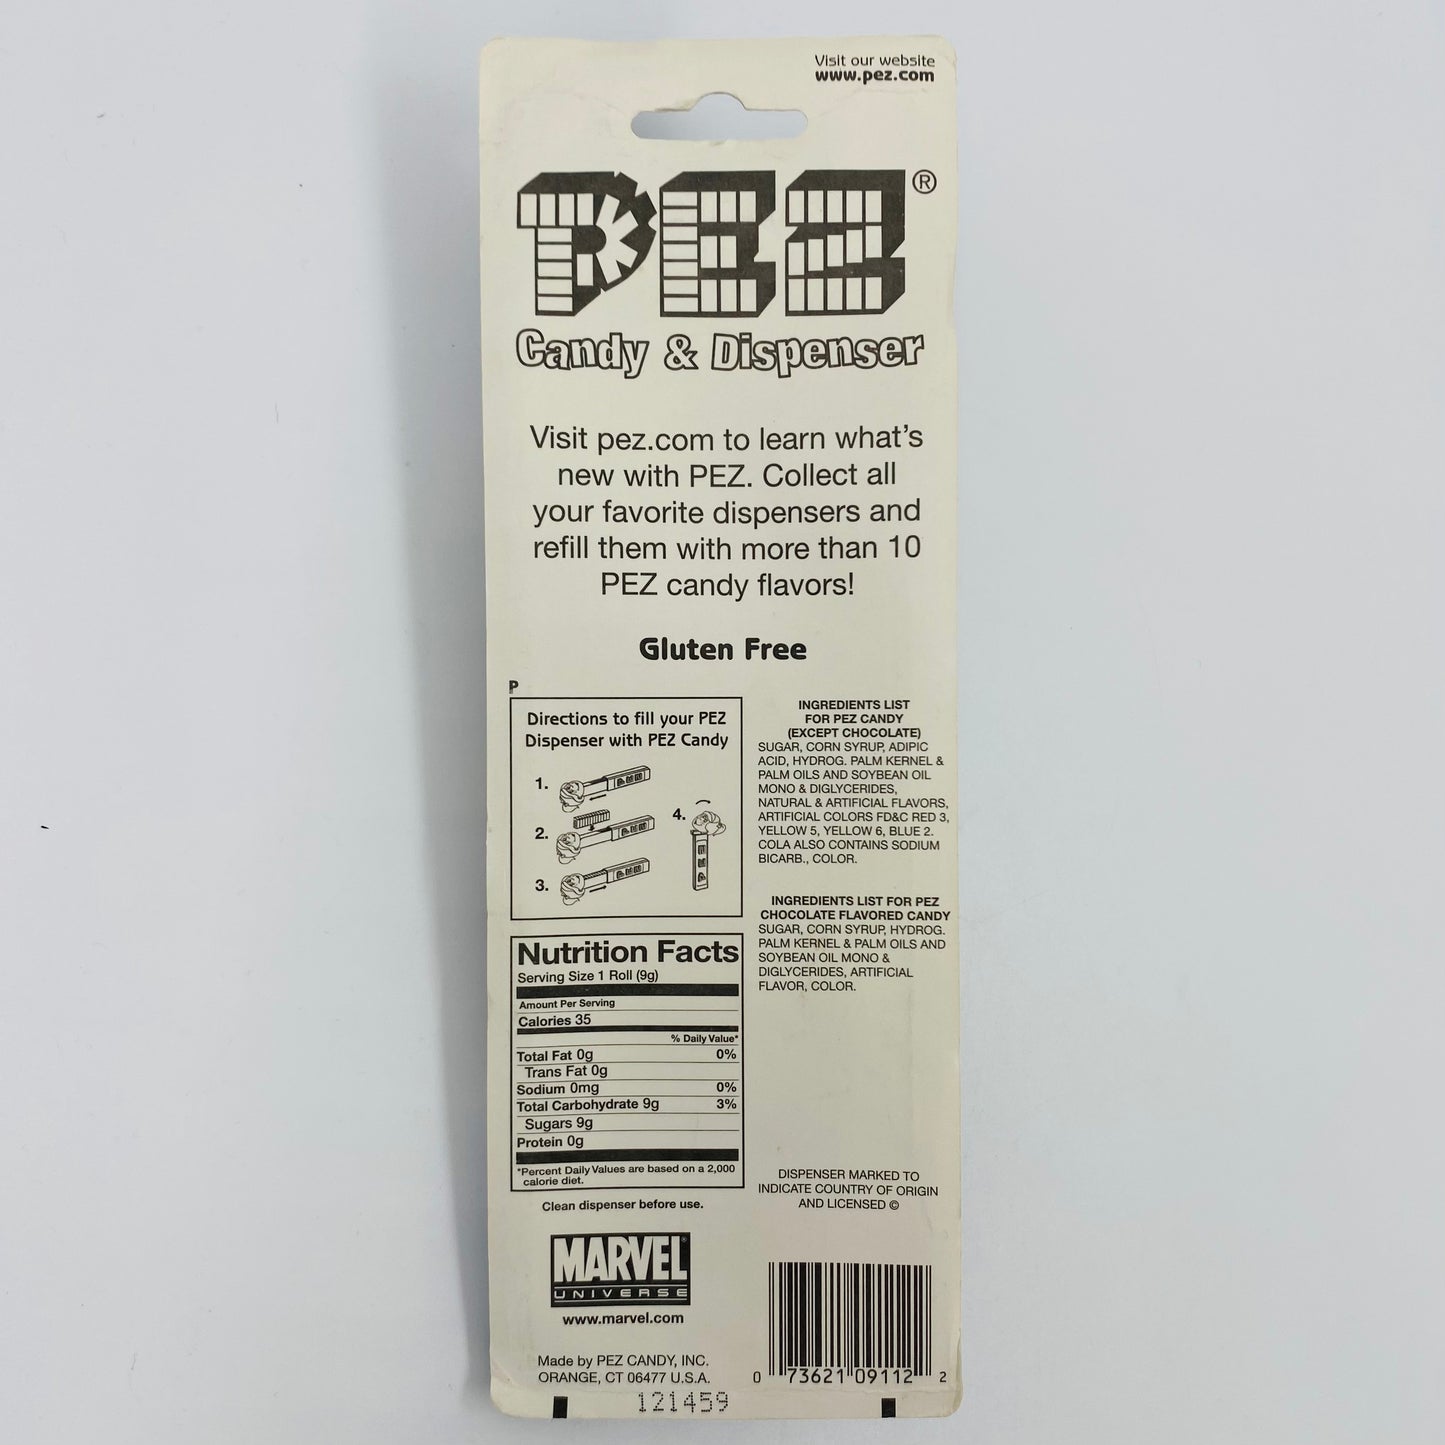 Visit our website
www.pez.com
PEZ®
Candy & Dispenser
Visit pez.com to learn what's
new with PEZ. Collect all
your favorite dispensers and
refill them with more than 10
PEZ candy flavors!
Gluten Free
P
Directions to fill your PEZ
Dispenser with PEZ Candy
1.
2.
3.
4.
INGREDIENTS LIST
FOR PEZ CANDY
(EXCEPT CHOCOLATE)
SUGAR, CORN SYRUP, ADIPIC
ACID, HYDROG. PALM KERNEL &
PALM OILS AND SOYBEAN OIL
MONO & DIGLYCERIDES,
NATURAL & ARTIFICIAL FLAVORS,
ARTIFICIAL COLORS FD&C RED 3,
YELLOW 5, YELLOW 6, BLUE 2.
COLA ALSO CONTAINS SODIUM
BICARB., COLOR.
INGREDIENTS LIST FOR PEZ
CHOCOLATE FLAVORED CANDY
SUGAR, CORN SYRUP, HYDROG.
PALM KERNEL & PALM OILS AND
SOYBEAN OIL MONO &
DIGLYCERIDES, ARTIFICIAL
FLAVOR, COLOR.
Nutrition Facts
Serving Size 1 Roll (9g)
Amount Per Serving
Calories 35
% Daily Value*
Total Fat 0g 0%
Trans Fat 0g
Sodium 0mg 0%
Total Carbohydrate 9g 3%
Sugars 9g
Protein 0g
*Percent Daily Values are based on a 2,000
calorie diet.
Clean dispenser before use.
DISPENSER MARKED TO
INDICATE COUNTRY OF ORIGIN
AND LICENSED ©
MARVEL
UNIVERSE
www.marvel.com
Made by PEZ CANDY, INC.
ORANGE, CT 06477 U.S.A.
121459
0 73621 09112 2